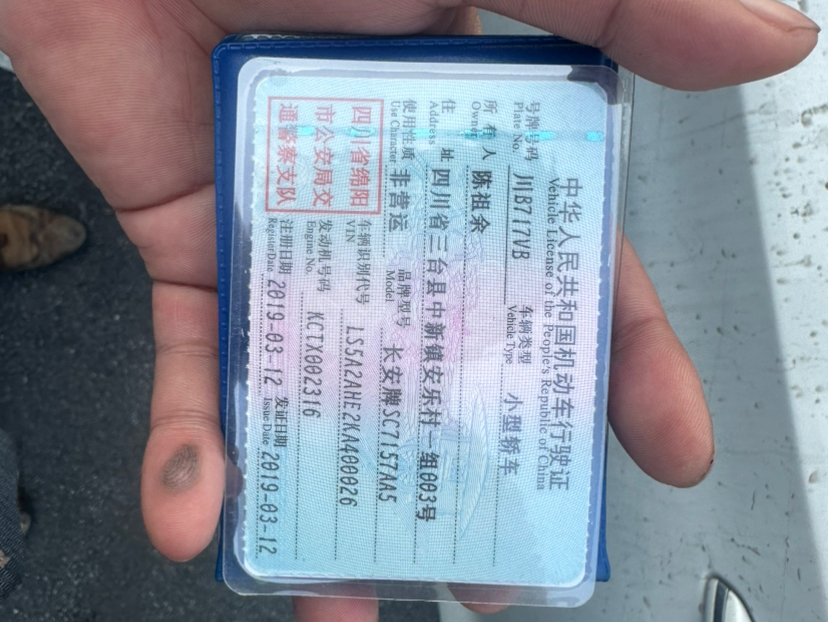 中华人民共和国机动车行驶证
Vehicle License of the People's Republic of China
号牌号码 川B717VB 车辆类型 小型轿车
Plate No. Vehicle Type
所有人 陈祖余
Owner
住址 四川省三台县中新镇安乐村一组003号
Address
使用性质 非营运 品牌型号 长安牌SC7157AA5
Use Character Model
四川省绵阳
市公安局交
通警察支队
车辆识别代号 LS5A2AHE2KA400026
VIN
发动机号码 KCTX002316
Engine No.
注册日期 2019-03-12 发证日期 2019-03-12
Register Date Issue Date